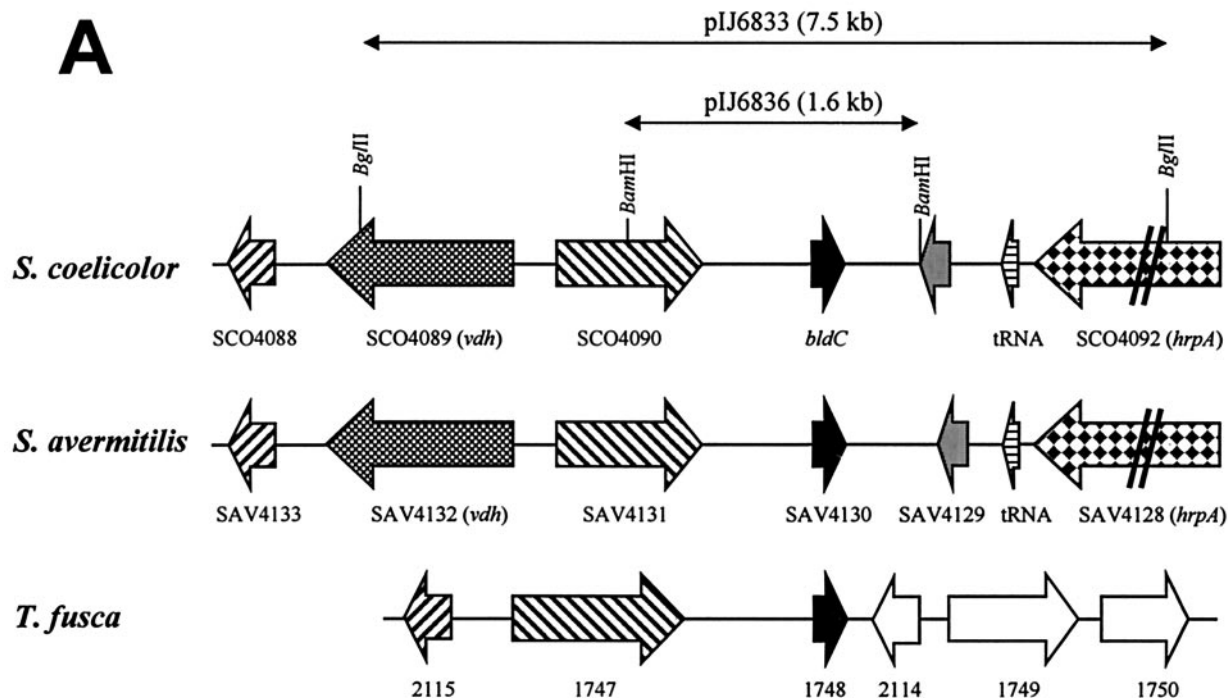 A
pIJ6833 (7.5 kb)
pIJ6836 (1.6 kb)
BglII
BamHI
BamHI
BglII
S. coelicolor
SCO4088 SCO4089 (vdh) SCO4090 bldC tRNA SCO4092 (hrpA)
S. avermitilis
SAV4133 SAV4132 (vdh) SAV4131 SAV4130 SAV4129 tRNA SAV4128 (hrpA)
T. fusca
2115 1747 1748 2114 1749 1750